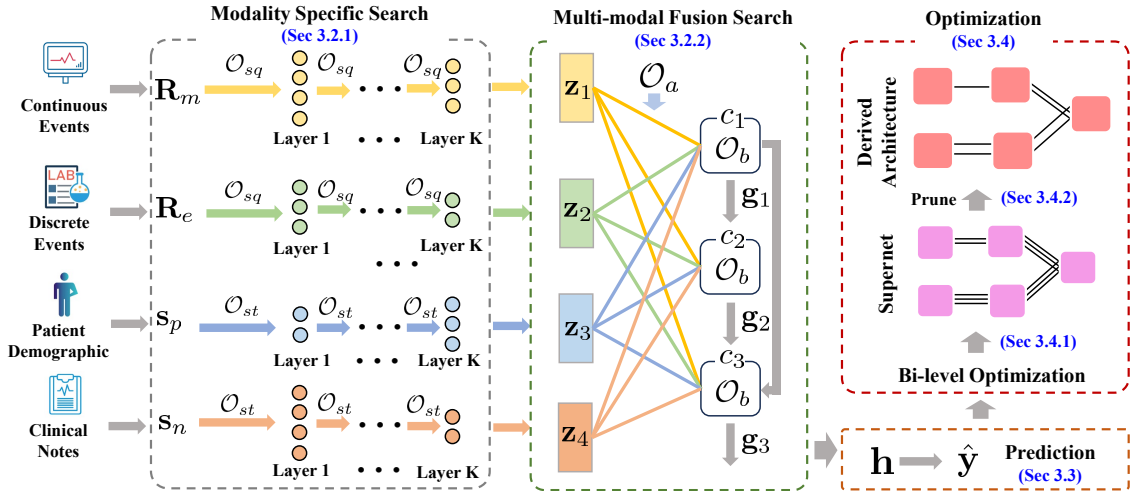 Modality Specific Search
(Sec 3.2.1)
Multi-modal Fusion Search
(Sec 3.2.2)
Optimization
(Sec 3.4)
Continuous
Events
R_m
O_sq
O_sq
O_sq
Layer 1
Layer K
LAB
Discrete
Events
R_e
O_sq
O_sq
O_sq
Layer 1
Layer K
Patient
Demographic
s_p
O_st
O_st
O_st
Layer 1
Layer K
Clinical
Notes
s_n
O_st
O_st
O_st
Layer 1
Layer K
z_1
z_2
z_3
z_4
O_a
c_1
O_b
g_1
c_2
O_b
g_2
c_3
O_b
g_3
Derived
Architecture
Prune
(Sec 3.4.2)
Supernet
(Sec 3.4.1)
Bi-level Optimization
h
ŷ
Prediction
(Sec 3.3)